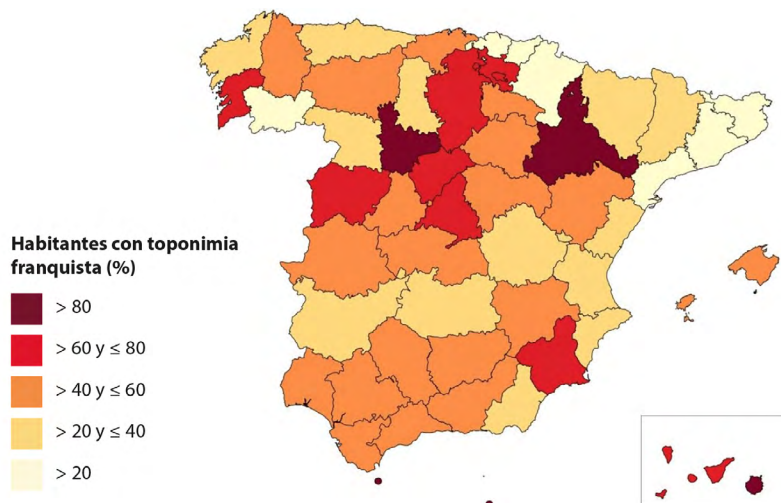 Habitantes con toponimia
franquista (%)
> 80
> 60 y ≤ 80
> 40 y ≤ 60
> 20 y ≤ 40
> 20